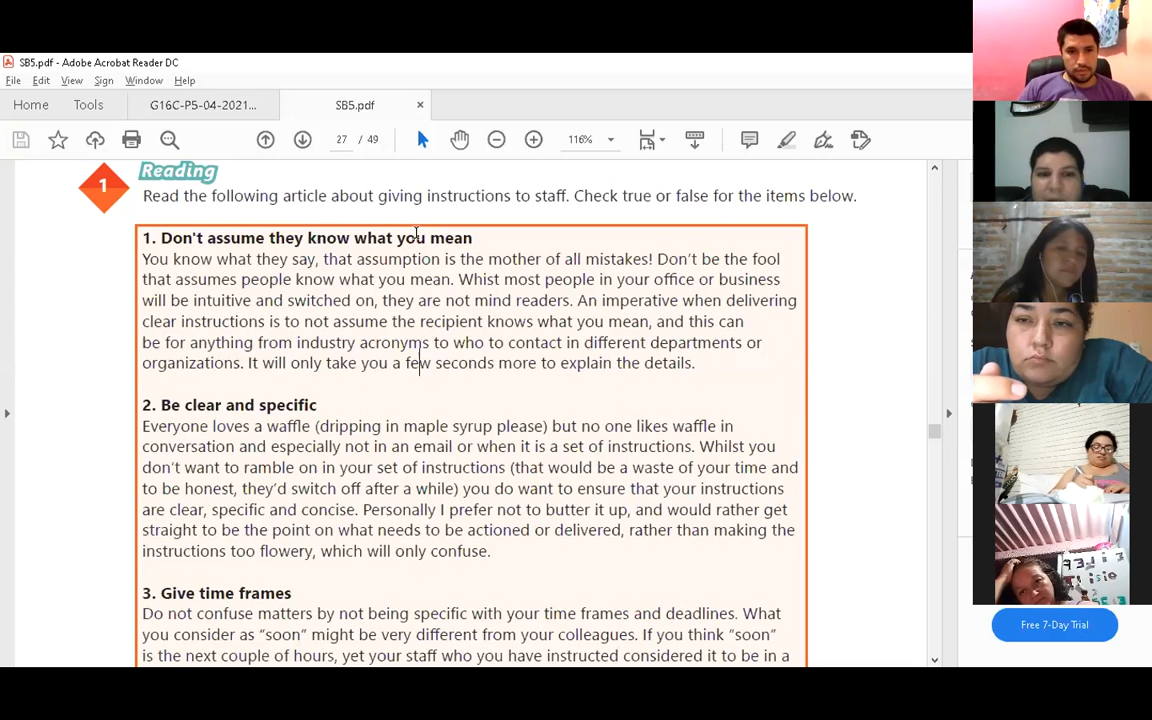 SB5.pdf - Adobe Acrobat Reader DC
File Edit View Sign Window Help
Home Tools G16C-P5-04-2021... SB5.pdf ×
27 / 49 116%
1 Reading
Read the following article about giving instructions to staff. Check true or false for the items below.
1. Don't assume they know what you mean
You know what they say, that assumption is the mother of all mistakes! Don't be the fool
that assumes people know what you mean. Whist most people in your office or business
will be intuitive and switched on, they are not mind readers. An imperative when delivering
clear instructions is to not assume the recipient knows what you mean, and this can
be for anything from industry acronyms to who to contact in different departments or
organizations. It will only take you a few seconds more to explain the details.
2. Be clear and specific
Everyone loves a waffle (dripping in maple syrup please) but no one likes waffle in
conversation and especially not in an email or when it is a set of instructions. Whilst you
don't want to ramble on in your set of instructions (that would be a waste of your time and
to be honest, they'd switch off after a while) you do want to ensure that your instructions
are clear, specific and concise. Personally I prefer not to butter it up, and would rather get
straight to be the point on what needs to be actioned or delivered, rather than making the
instructions too flowery, which will only confuse.
3. Give time frames
Do not confuse matters by not being specific with your time frames and deadlines. What
you consider as "soon" might be very different from your colleagues. If you think "soon"
is the next couple of hours, yet your staff who you have instructed considered it to be in a
Free 7-Day Trial